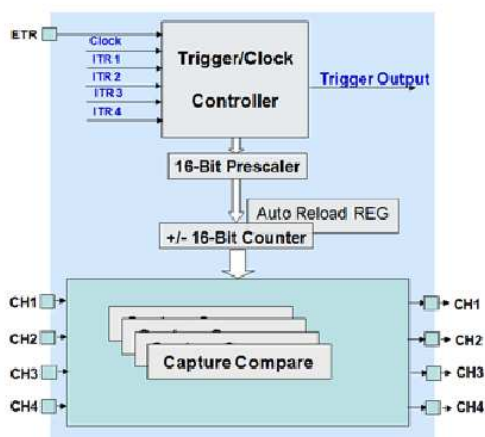 ETR
Clock
ITR 1
ITR 2
ITR 3
ITR 4
Trigger/Clock
Controller
Trigger Output
16-Bit Prescaler
Auto Reload REG
+/- 16-Bit Counter
CH1
CH2
CH3
CH4
Capture Compare
CH1
CH2
CH3
CH4